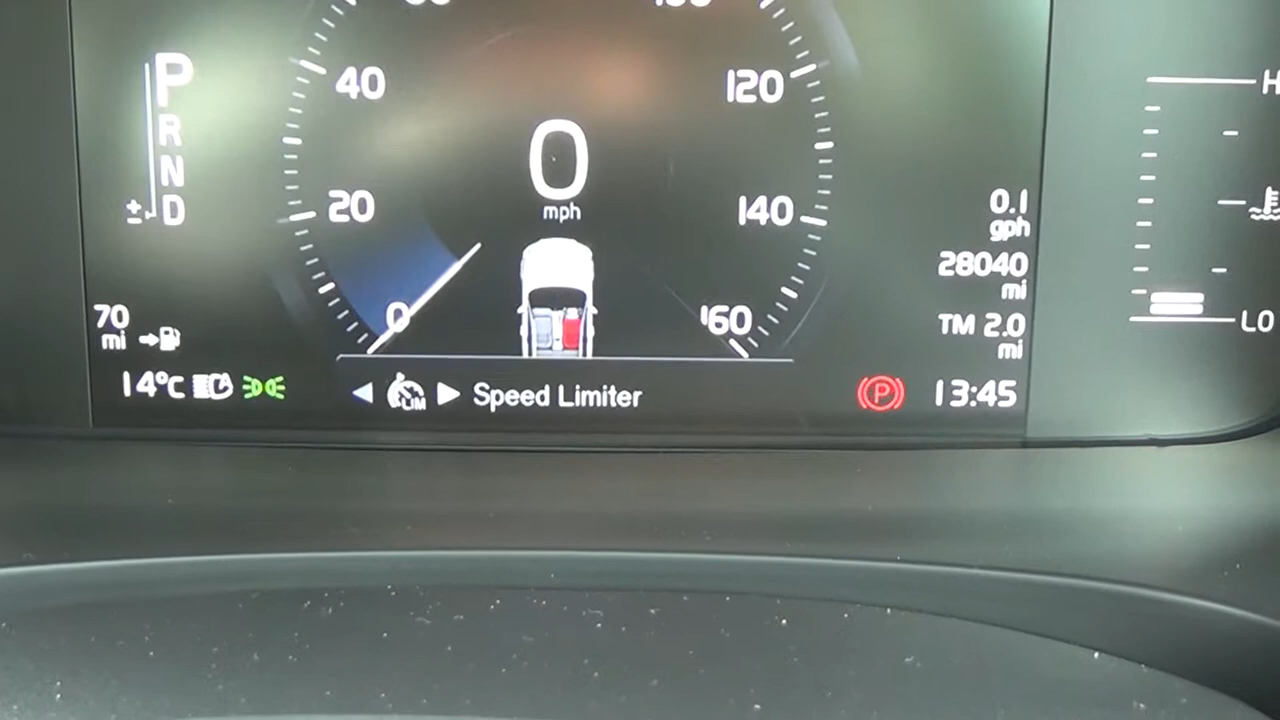 P
R
N
± D
40
20
0
120
140
160
0
mph
0.1
gph
28040
mi
TM 2.0
mi
70
mi
14°C
LIM
Speed Limiter
P
13:45
H
LO